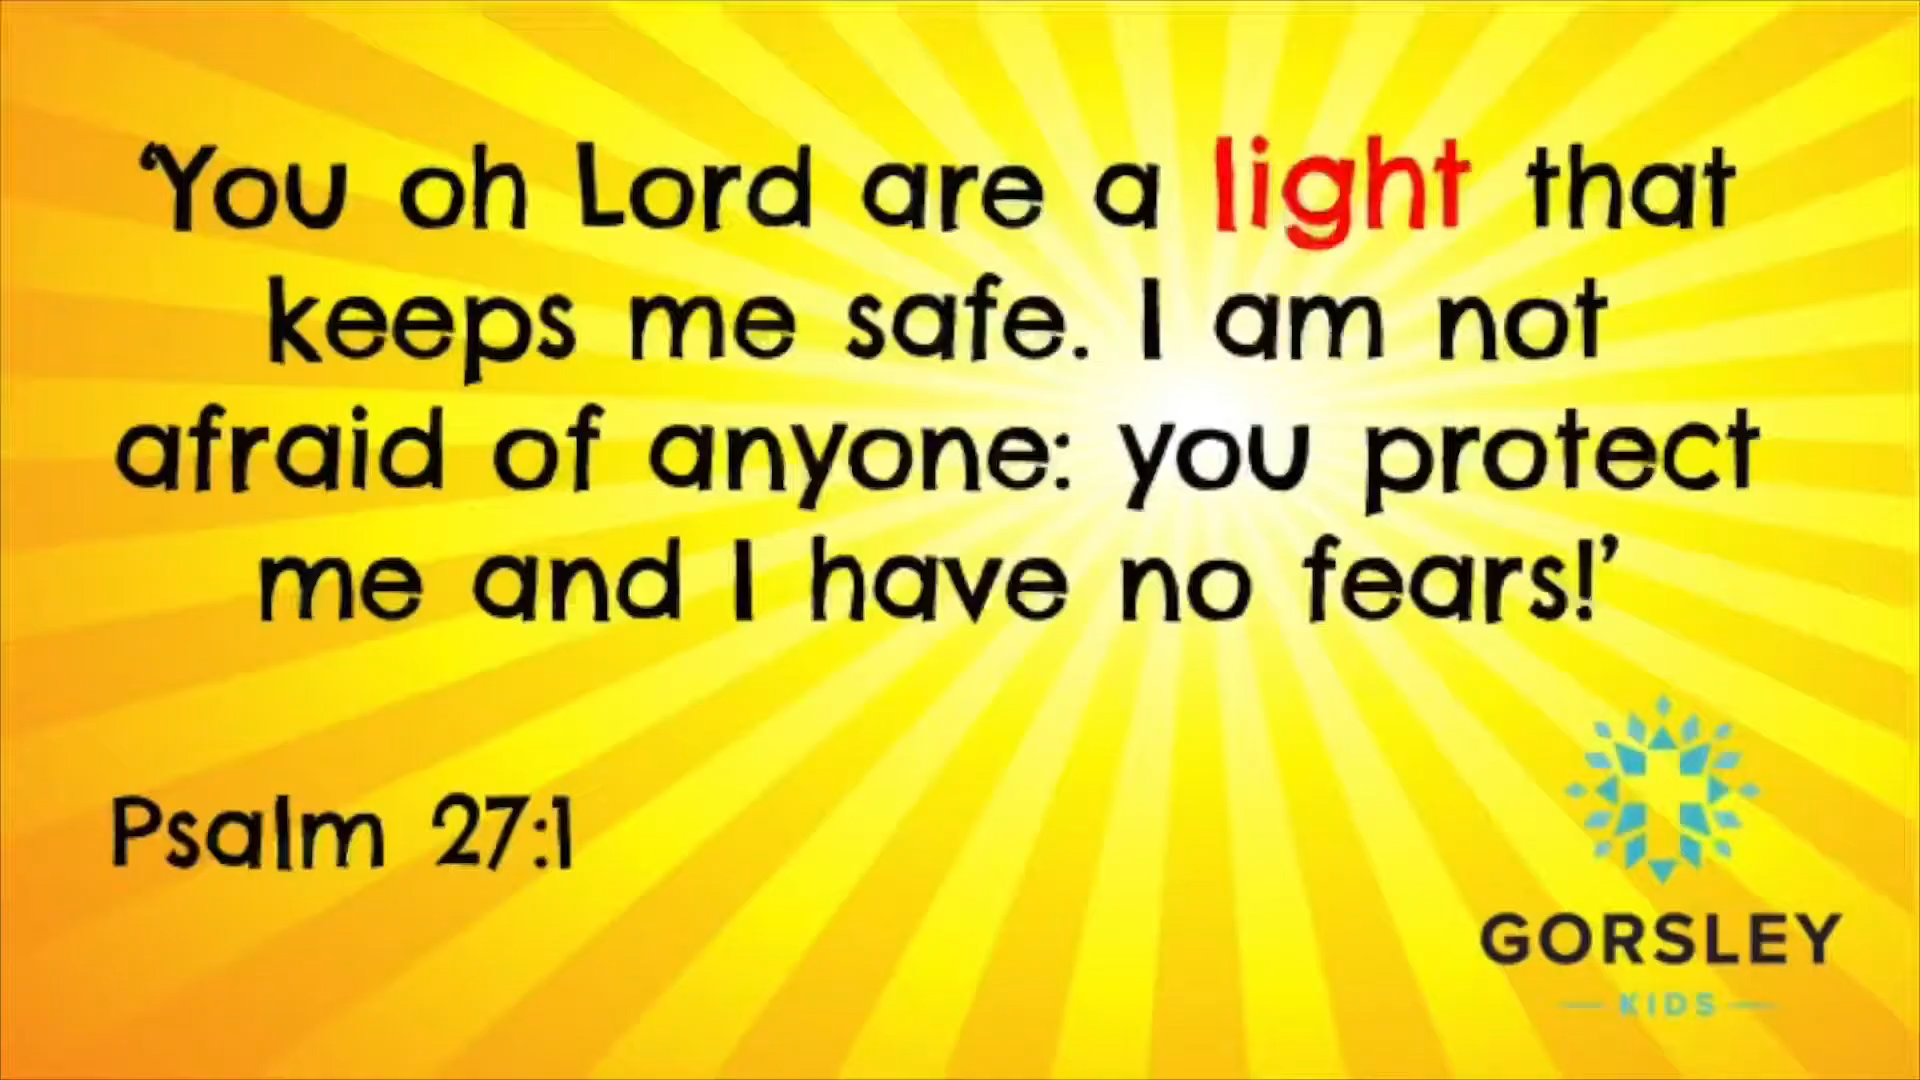 ‘You oh Lord are a light that
keeps me safe. I am not
afraid of anyone: you protect
me and I have no fears!’
Psalm 27:1
GORSLEY
KIDS